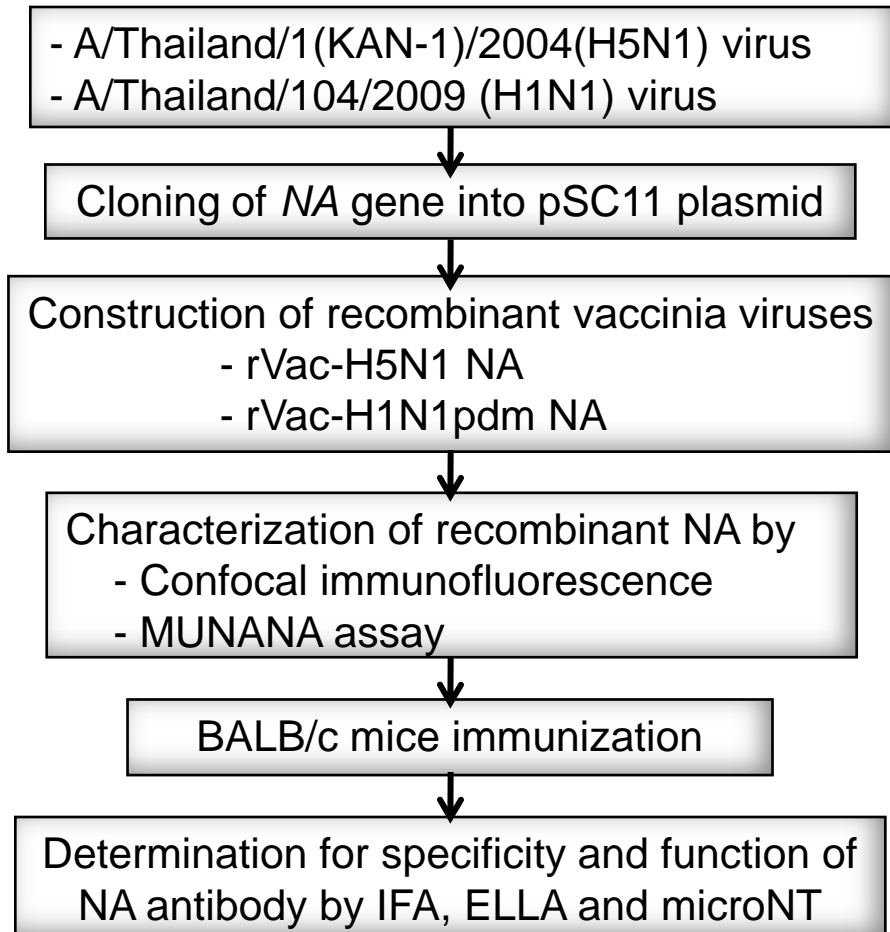 - A/Thailand/1(KAN-1)/2004(H5N1) virus
- A/Thailand/104/2009 (H1N1) virus
Cloning of NA gene into pSC11 plasmid
Construction of recombinant vaccinia viruses
- rVac-H5N1 NA
- rVac-H1N1pdm NA
Characterization of recombinant NA by
- Confocal immunofluorescence
- MUNANA assay
BALB/c mice immunization
Determination for specificity and function of
NA antibody by IFA, ELLA and microNT